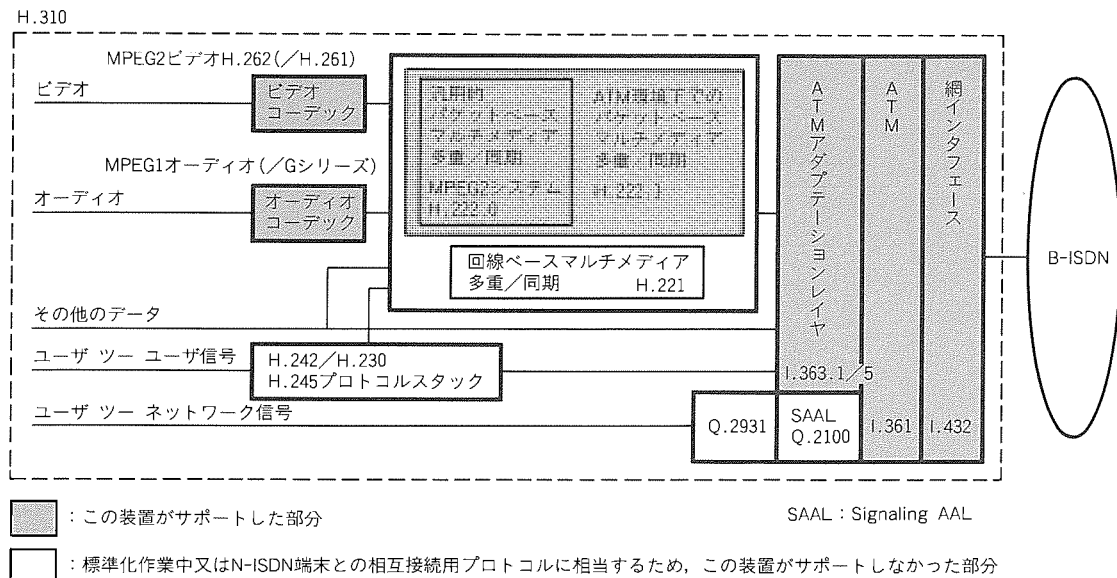 H.310
MPEG2ビデオH.262(／H.261)
ビデオ
ビデオ
コーデック
MPEG1オーディオ(／Gシリーズ)
オーディオ
オーディオ
コーデック
汎用的
パケットベース
マルチメディア
多重／同期
MPEG2システム
H.222.0
ATM環境下での
パケットベース
マルチメディア
多重／同期
H.222.1
回線ベースマルチメディア
多重／同期 H.221
その他のデータ
ユーザ ツー ユーザ信号
H.242／H.230
H.245プロトコルスタック
ユーザ ツー ネットワーク信号
Q.2931
SAAL
Q.2100
ATMアダプテーションレイヤ
I.363.1／5
ATM
I.361
網インタフェース
I.432
B-ISDN
：この装置がサポートした部分
SAAL：Signaling AAL
：標準化作業中又はN-ISDN端末との相互接続用プロトコルに相当するため，この装置がサポートしなかった部分